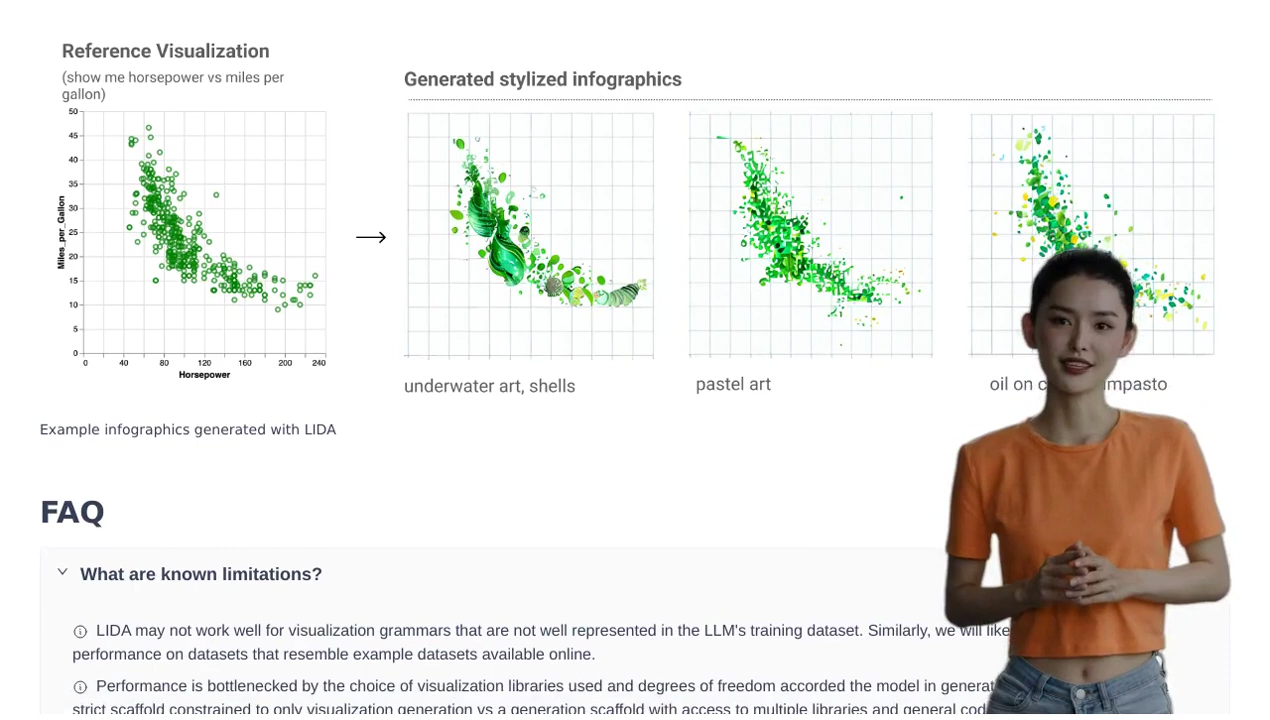 Reference Visualization
(show me horsepower vs miles per
gallon)
Generated stylized infographics
50
45
40
35
30
25
20
15
10
5
0
Miles_per_Gallon
0 40 80 120 160 200 240
Horsepower
underwater art, shells
pastel art
oil on impasto
Example infographics generated with LIDA
FAQ
What are known limitations?
LIDA may not work well for visualization grammars that are not well represented in the LLM's training dataset. Similarly, we will
performance on datasets that resemble example datasets available online.
Performance is bottlenecked by the choice of visualization libraries used and degrees of freedom accorded the model in
strict scaffold constrained to only visualization generation vs a generation scaffold with access to multiple libraries and general